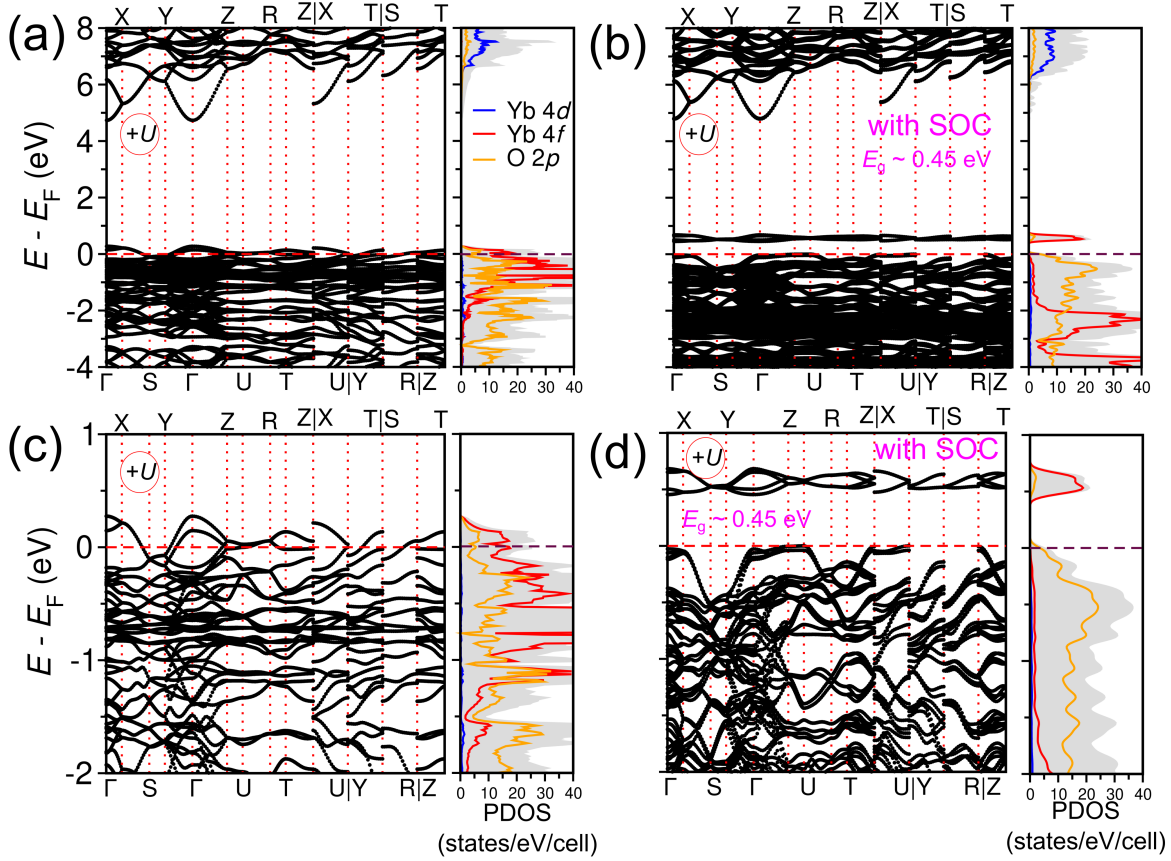 (a)
X Y Z R Z|X T|S T
8
6
4
2
0
-2
-4
E - E_F (eV)
+U
Yb 4d
Yb 4f
O 2p
Γ S Γ U T U|Y R|Z
0 10 20 30 40
(b)
X Y Z R Z|X T|S T
+U
with SOC
E_g ~ 0.45 eV
Γ S Γ U T U|Y R|Z
0 10 20 30 40
(c)
X Y Z R Z|X T|S T
1
0
-1
-2
E - E_F (eV)
+U
Γ S Γ U T U|Y R|Z
0 10 20 30 40
PDOS
(states/eV/cell)
(d)
X Y Z R Z|X T|S T
+U
with SOC
E_g ~ 0.45 eV
Γ S Γ U T U|Y R|Z
0 10 20 30 40
PDOS
(states/eV/cell)